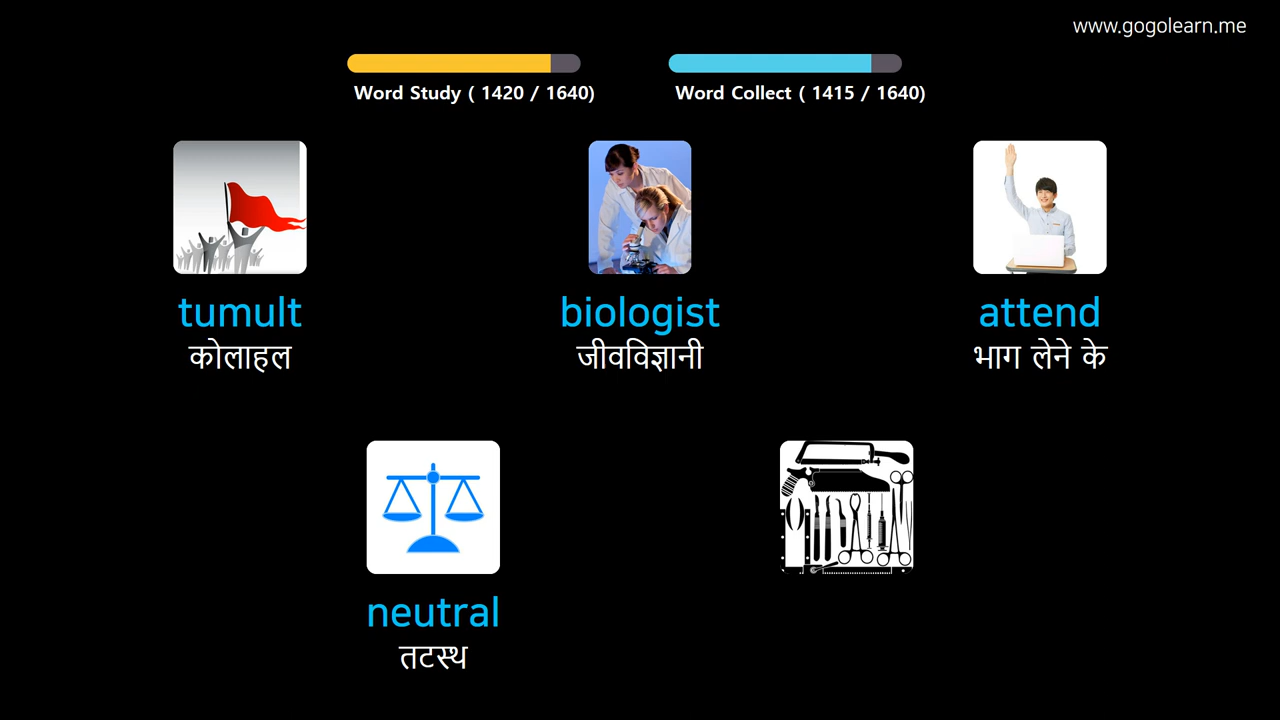 www.gogolearn.me
Word Study ( 1420 / 1640)
Word Collect ( 1415 / 1640)
tumult
कोलाहल
biologist
जीवविज्ञानी
attend
भाग लेने के
neutral
तटस्थ